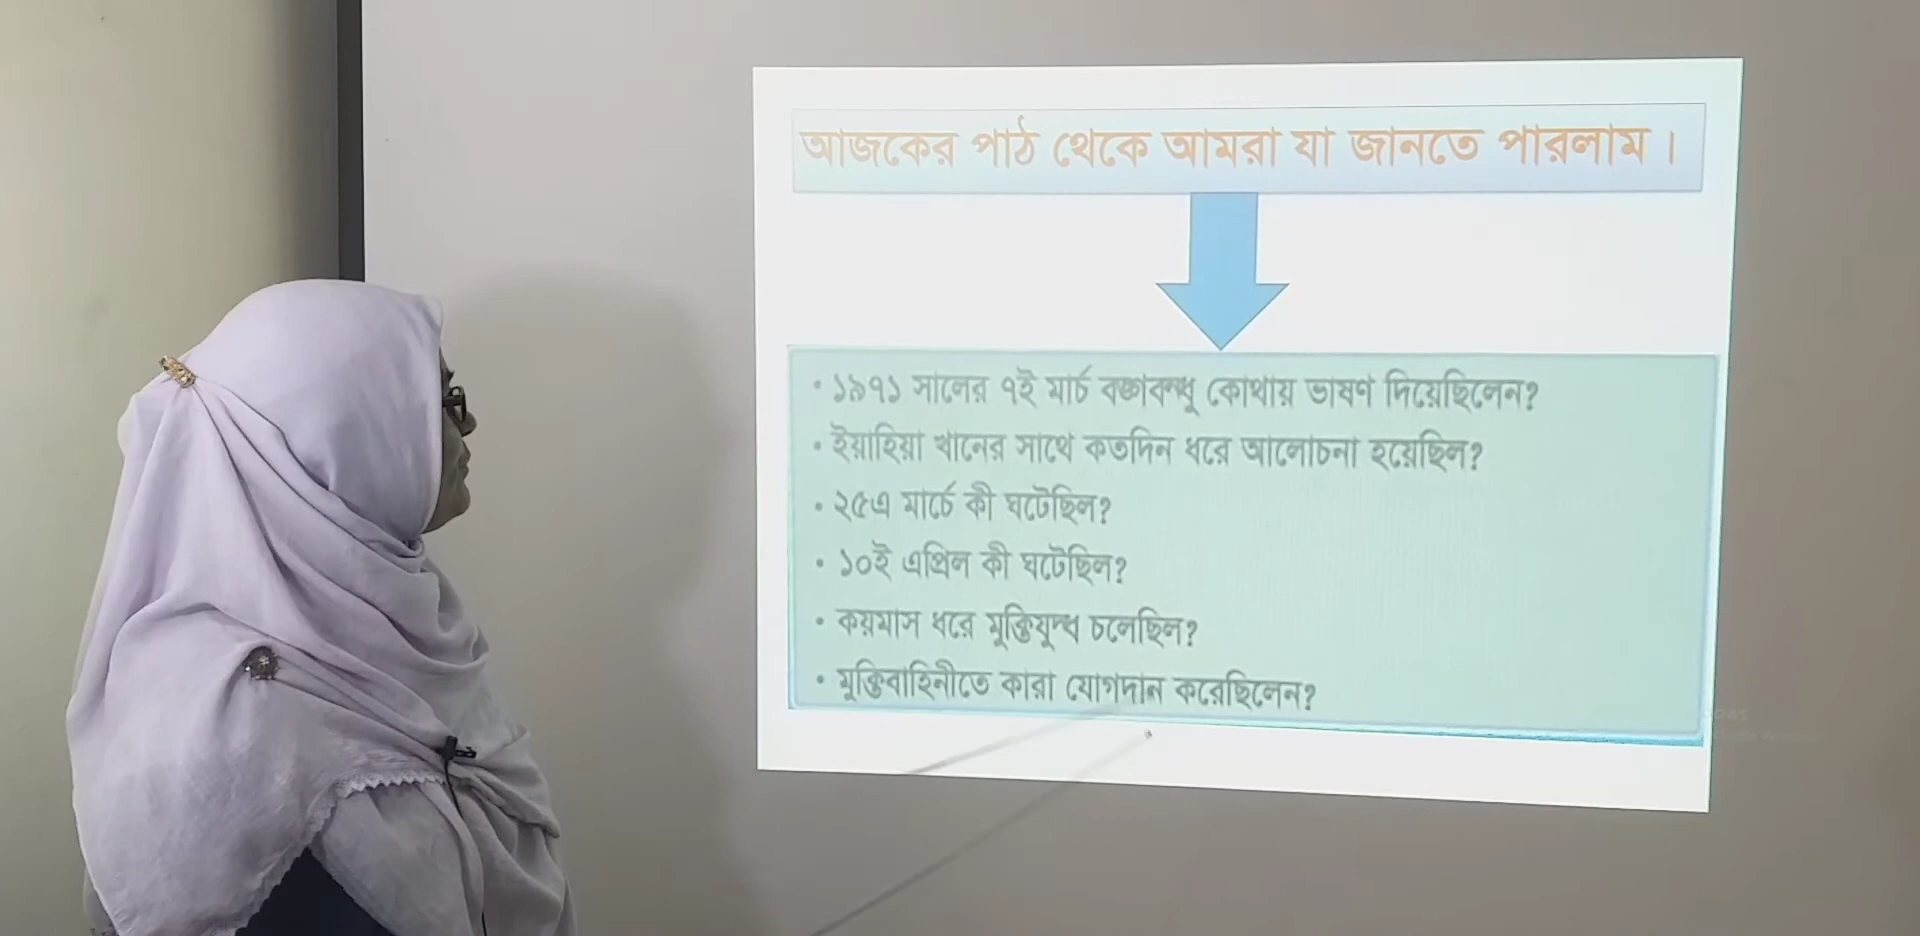 আজকের পাঠ থেকে আমরা যা জানতে পারলাম ।
• ১৯৭১ সালের ৭ই মার্চ বঙ্গবন্ধু কোথায় ভাষণ দিয়েছিলেন?
• ইয়াহিয়া খানের সাথে কতদিন ধরে আলোচনা হয়েছিল?
• ২৫এ মার্চে কী ঘটেছিল?
• ১০ই এপ্রিল কী ঘটেছিল?
• কয়মাস ধরে মুক্তিযুদ্ধ চলেছিল?
• মুক্তিবাহিনীতে কারা যোগদান করেছিলেন?